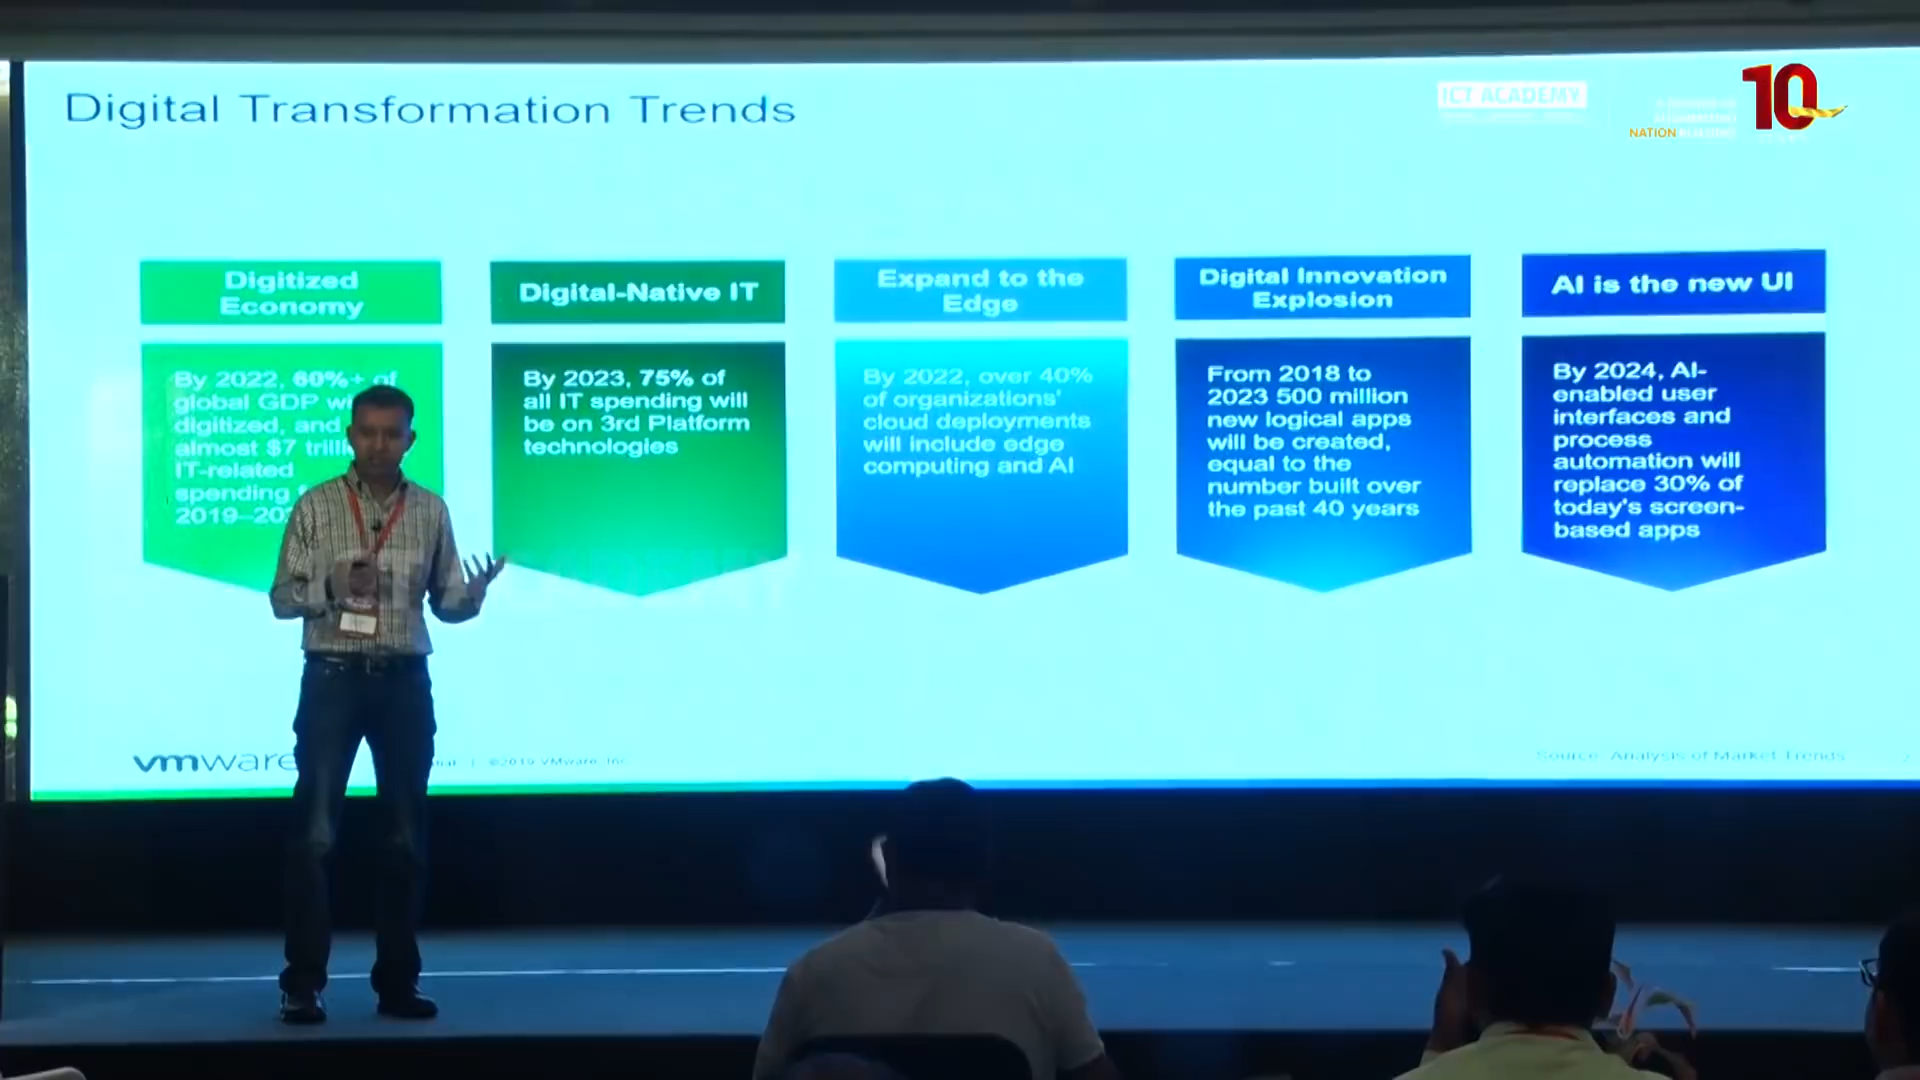 Digital Transformation Trends
ICT ACADEMY
NATION
10
Digitized
Economy
By 2022, 60%+ of
global GDP
digitized, and
almost $7
IT-related
spending
2019–20
Digital-Native IT
By 2023, 75% of
all IT spending will
be on 3rd Platform
technologies
Expand to the
Edge
By 2022, over 40%
of organizations'
cloud deployments
will include edge
computing and AI
Digital Innovation
Explosion
From 2018 to
2023 500 million
new logical apps
will be created,
equal to the
number built over
the past 40 years
AI is the new UI
By 2024, AI-
enabled user
interfaces and
process
automation will
replace 30% of
today's screen-
based apps
vmware
©2019 VMware, Inc.
Source: Analysis of Market Trends